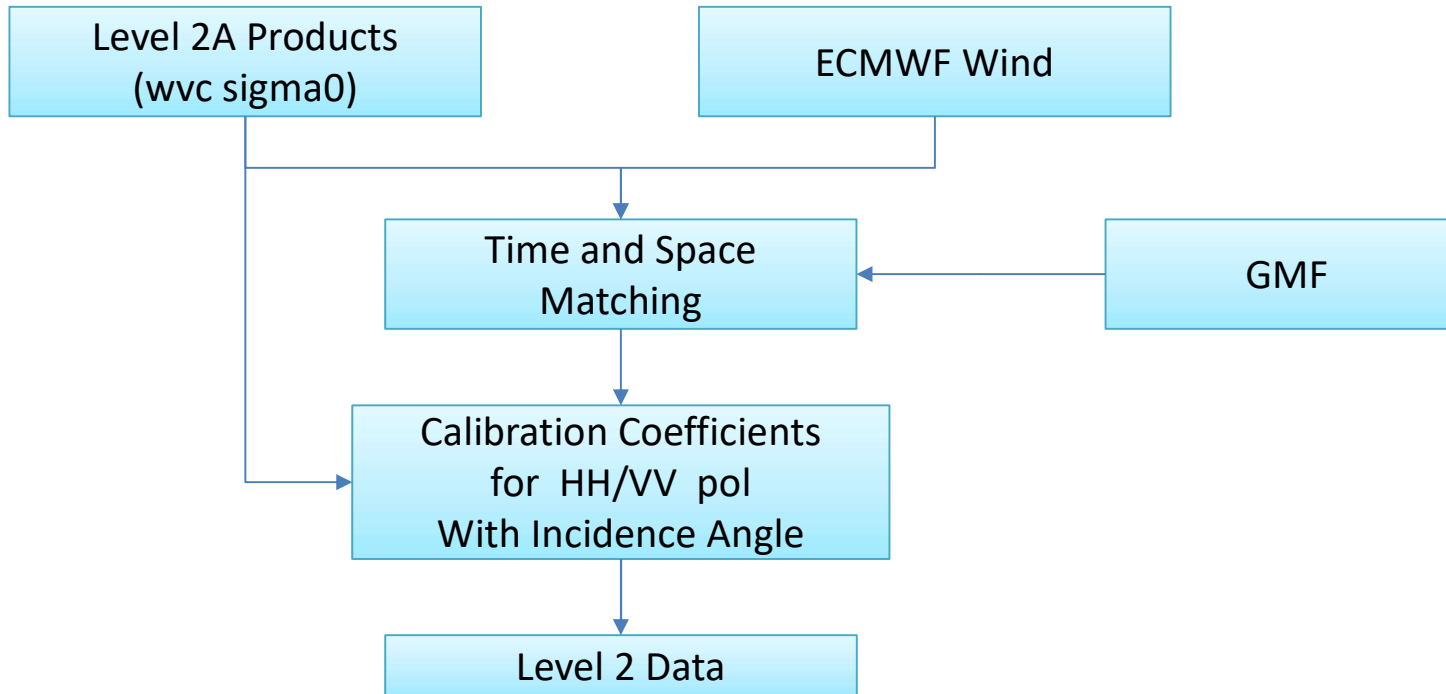 Level 2A Products
(wvc sigma0)
ECMWF Wind
Time and Space
Matching
GMF
Calibration Coefficients
for HH/VV pol
With Incidence Angle
Level 2 Data